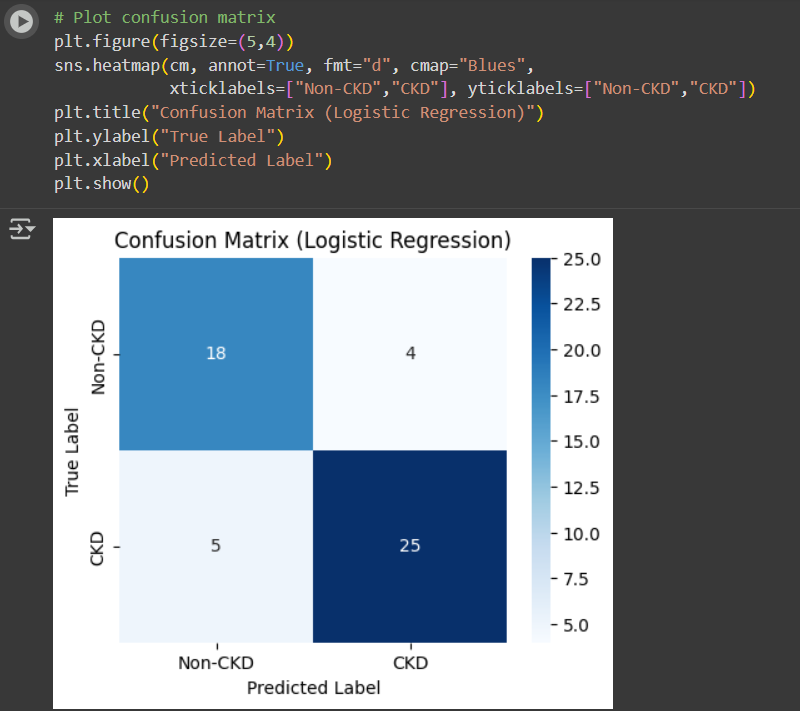 # Plot confusion matrix
plt.figure(figsize=(5,4))
sns.heatmap(cm, annot=True, fmt="d", cmap="Blues",
            xticklabels=["Non-CKD","CKD"], yticklabels=["Non-CKD","CKD"])
plt.title("Confusion Matrix (Logistic Regression)")
plt.ylabel("True Label")
plt.xlabel("Predicted Label")
plt.show()
Confusion Matrix (Logistic Regression)
True Label
Non-CKD
CKD
18
4
5
25
Non-CKD
CKD
Predicted Label
25.0
22.5
20.0
17.5
15.0
12.5
10.0
7.5
5.0